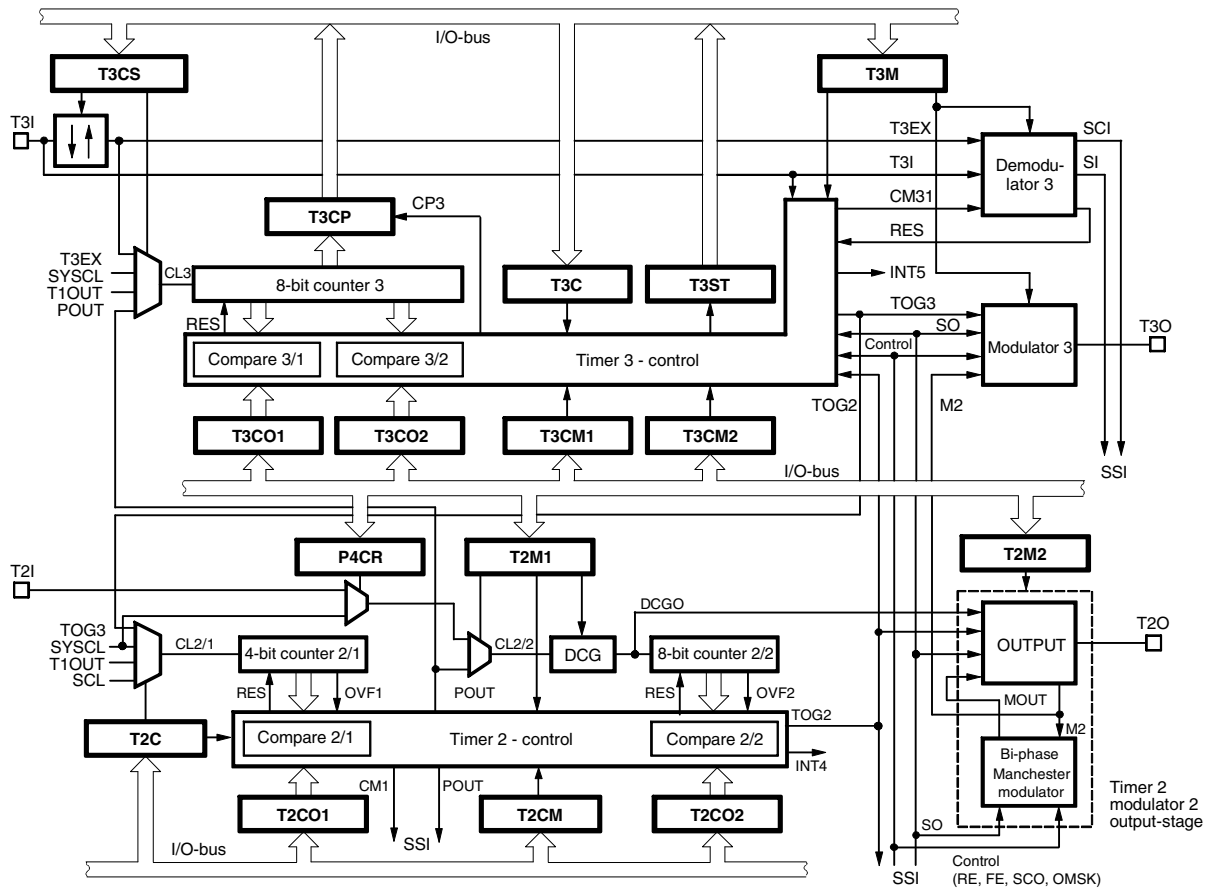 I/O-bus
T3CS
T3M
T3I
T3EX
SCI
T3I
SI
Demodu-
lator 3
CM31
T3CP
CP3
RES
T3EX
SYSCL
T1OUT
POUT
CL3
8-bit counter 3
T3C
T3ST
INT5
RES
TOG3
SO
T3O
Compare 3/1
Compare 3/2
Timer 3 - control
Control
Modulator 3
TOG2
M2
T3CO1
T3CO2
T3CM1
T3CM2
I/O-bus
SSI
P4CR
T2M1
T2M2
T2I
DCGO
T2O
TOG3
SYSCL
T1OUT
SCL
CL2/1
4-bit counter 2/1
CL2/2
DCG
8-bit counter 2/2
OUTPUT
RES
OVF1
POUT
RES
OVF2
MOUT
T2C
Compare 2/1
Timer 2 - control
Compare 2/2
TOG2
M2
INT4
Bi-phase
Manchester
modulator
CM1
POUT
Timer 2
modulator 2
output-stage
T2CO1
T2CM
T2CO2
SSI
SO
I/O-bus
SSI
Control
(RE, FE, SCO, OMSK)